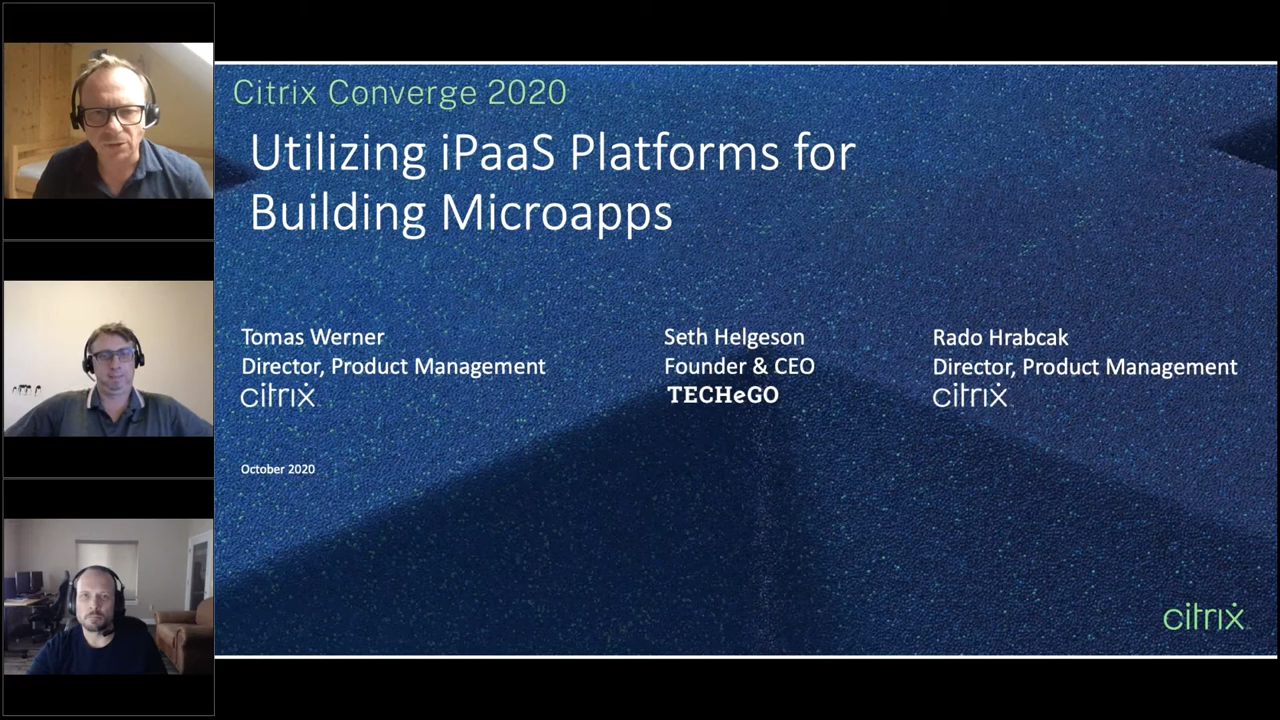 Citrix Converge 2020
Utilizing iPaaS Platforms for
Building Microapps
Tomas Werner
Director, Product Management
citrix
Seth Helgeson
Founder & CEO
TECHeGO
Rado Hrabcak
Director, Product Management
citrix
October 2020
citrix